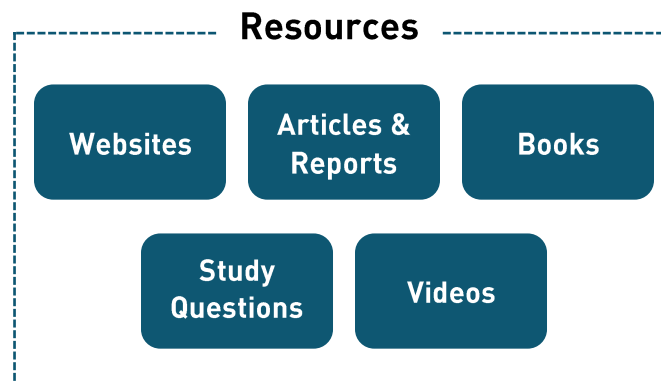 Resources
Websites
Articles &
Reports
Books
Study
Questions
Videos